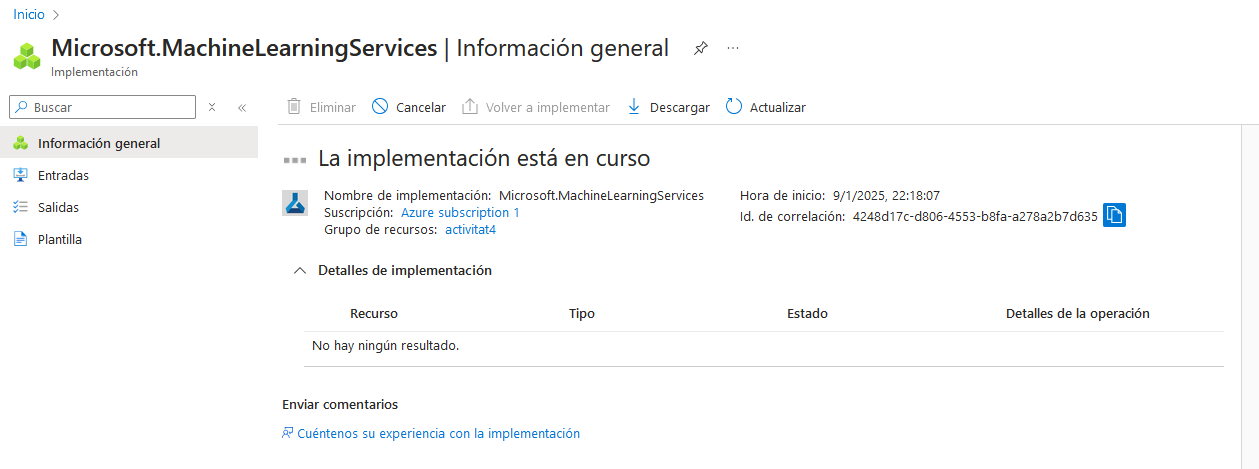 Inicio
Microsoft.MachineLearningServices | Información general
Implementación
Buscar
Eliminar Cancelar Volver a implementar Descargar Actualizar
Información general
Entradas
Salidas
Plantilla
La implementación está en curso
Nombre de implementación: Microsoft.MachineLearningServices
Suscripción: Azure subscription 1
Grupo de recursos: activitat4
Hora de inicio: 9/1/2025, 22:18:07
Id. de correlación: 4248d17c-d806-4553-b8fa-a278a2b7d635
Detalles de implementación
Recurso Tipo Estado Detalles de la operación
No hay ningún resultado.
Enviar comentarios
Cuéntenos su experiencia con la implementación